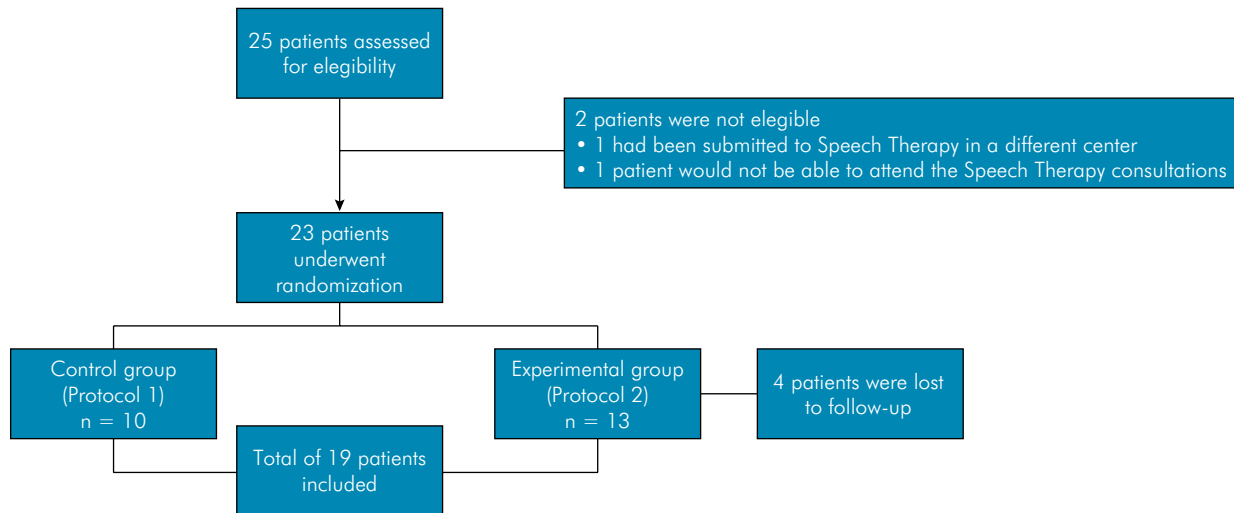 25 patients assessed
for elegibility
2 patients were not elegible
• 1 had been submitted to Speech Therapy in a different center
• 1 patient would not be able to attend the Speech Therapy consultations
23 patients
underwent
randomization
Control group
(Protocol 1)
n = 10
Experimental group
(Protocol 2)
n = 13
4 patients were lost
to follow-up
Total of 19 patients
included